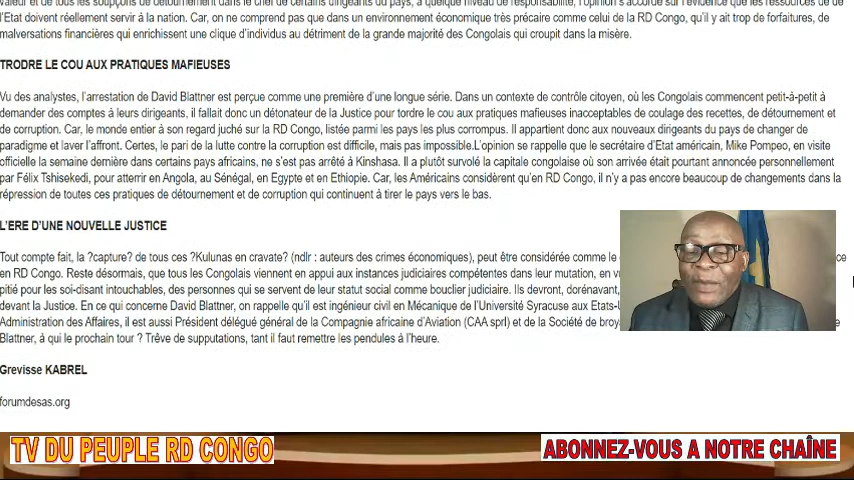 valeur et de tous les soupçons de détournement dans le chef de certains dirigeants du pays, à quelque niveau de responsabilité, l'opinion s'accorde sur l'évidence que les ressources de de
l'Etat doivent réellement servir à la nation. Car, on ne comprend pas que dans un environnement économique très précaire comme celui de la RD Congo, qu'il y ait trop de forfaitures, de
malversations financières qui enrichissent une clique d'individus au détriment de la grande majorité des Congolais qui croupit dans la misère.
TRODRE LE COU AUX PRATIQUES MAFIEUSES
Vu des analystes, l'arrestation de David Blattner est perçue comme une première d'une longue série. Dans un contexte de contrôle citoyen, où les Congolais commencent petit-à-petit à
demander des comptes à leurs dirigeants, il fallait donc un détonateur de la Justice pour tordre le cou aux pratiques mafieuses inacceptables de coulage des recettes, de détournement et
de corruption. Car, le monde entier à son regard juché sur la RD Congo, listée parmi les pays les plus corrompus. Il appartient donc aux nouveaux dirigeants du pays de changer de
paradigme et laver l'affront. Certes, le pari de la lutte contre la corruption est difficile, mais pas impossible.L'opinion se rappelle que le secrétaire d'Etat américain, Mike Pompeo, en visite
officielle la semaine dernière dans certains pays africains, ne s'est pas arrêté à Kinshasa. Il a plutôt survolé la capitale congolaise où son arrivée était pourtant annoncée personnellement
par Félix Tshisekedi, pour atterrir en Angola, au Sénégal, en Egypte et en Ethiopie. Car, les Américains considèrent qu'en RD Congo, il n'y a pas encore beaucoup de changements dans la
répression de toutes ces pratiques de détournement et de corruption qui continuent à tirer le pays vers le bas.
L'ERE D'UNE NOUVELLE JUSTICE
Tout compte fait, la ?capture? de tous ces ?Kulunas en cravate? (ndlr : auteurs des crimes économiques), peut être considérée comme le
en RD Congo. Reste désormais, que tous les Congolais viennent en appui aux instances judiciaires compétentes dans leur mutation, en
pitié pour les soi-disant intouchables, des personnes qui se servent de leur statut social comme bouclier judiciaire. Ils devront, dorénavant,
devant la Justice. En ce qui concerne David Blattner, on rappelle qu'il est ingénieur civil en Mécanique de l'Université Syracuse aux Etats-
Administration des Affaires, il est aussi Président délégué général de la Compagnie africaine d'Aviation (CAA sprl) et de la Société de
Blattner, à qui le prochain tour ? Trêve de supputations, tant il faut remettre les pendules à l'heure.
Grevisse KABREL
forumdesas.org
TV DU PEUPLE RD CONGO
ABONNEZ-VOUS A NOTRE CHAÎNE